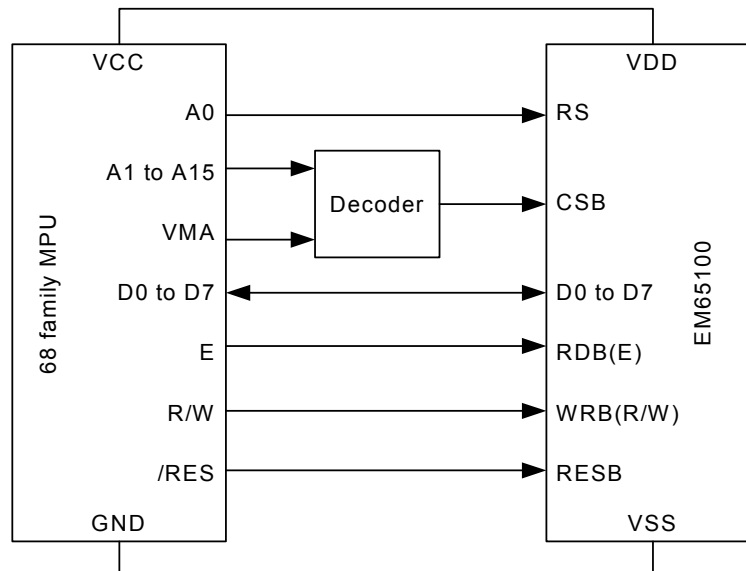 VCC
VDD
A0
RS
A1 to A15
Decoder
CSB
VMA
68 family MPU
D0 to D7
D0 to D7
EM65100
E
RDB(E)
R/W
WRB(R/W)
/RES
RESB
GND
VSS